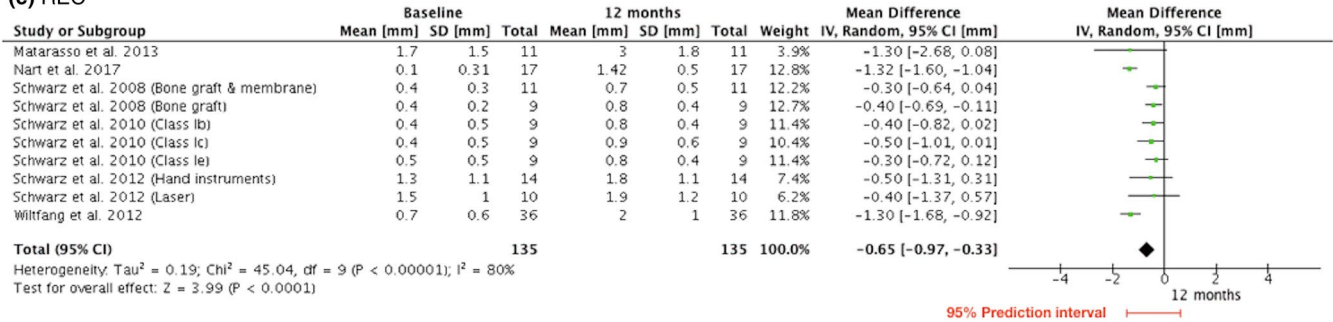 (c) REC
Baseline 12 months Mean Difference Mean Difference
Study or Subgroup Mean [mm] SD [mm] Total Mean [mm] SD [mm] Total Weight IV, Random, 95% CI [mm] IV, Random, 95% CI [mm]
Matarasso et al. 2013 1.7 1.5 11 3 1.8 11 3.9% -1.30 [-2.68, 0.08]
Nart et al. 2017 0.1 0.31 17 1.42 0.5 17 12.8% -1.32 [-1.60, -1.04]
Schwarz et al. 2008 (Bone graft & membrane) 0.4 0.3 11 0.7 0.5 11 12.2% -0.30 [-0.64, 0.04]
Schwarz et al. 2008 (Bone graft) 0.4 0.2 9 0.8 0.4 9 12.7% -0.40 [-0.69, -0.11]
Schwarz et al. 2010 (Class Ib) 0.4 0.5 9 0.8 0.4 9 11.4% -0.40 [-0.82, 0.02]
Schwarz et al. 2010 (Class Ic) 0.4 0.5 9 0.9 0.6 9 10.4% -0.50 [-1.01, 0.01]
Schwarz et al. 2010 (Class Ie) 0.5 0.5 9 0.8 0.4 9 11.4% -0.30 [-0.72, 0.12]
Schwarz et al. 2012 (Hand instruments) 1.3 1.1 14 1.8 1.1 14 7.4% -0.50 [-1.31, 0.31]
Schwarz et al. 2012 (Laser) 1.5 1 10 1.9 1.2 10 6.2% -0.40 [-1.37, 0.57]
Wiltfang et al. 2012 0.7 0.6 36 2 1 36 11.8% -1.30 [-1.68, -0.92]
Total (95% CI) 135 135 100.0% -0.65 [-0.97, -0.33]
Heterogeneity: Tau² = 0.19; Chi² = 45.04, df = 9 (P < 0.00001); I² = 80%
Test for overall effect: Z = 3.99 (P < 0.0001)
-4 -2 0 2 4
12 months
95% Prediction interval